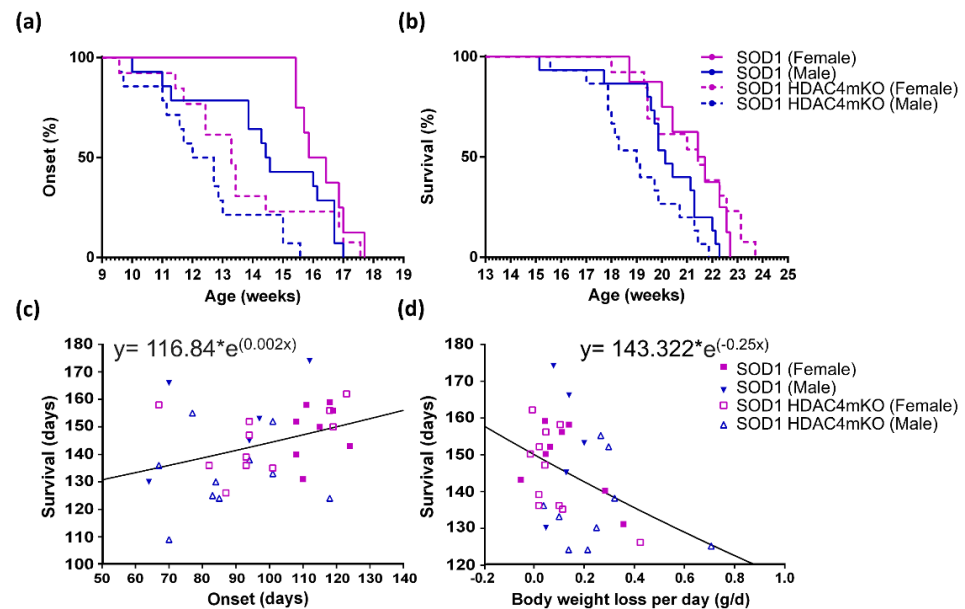 (a)
(b)
100
50
0
Onset (%)
9 10 11 12 13 14 15 16 17 18 19
Age (weeks)
100
50
0
Survival (%)
13 14 15 16 17 18 19 20 21 22 23 24 25
Age (weeks)
SOD1 (Female)
SOD1 (Male)
SOD1 HDAC4mKO (Female)
SOD1 HDAC4mKO (Male)
(c)
(d)
y= 116.84*e(0.002x)
180
170
160
150
140
130
120
110
100
Survival (days)
50 60 70 80 90 100 110 120 130 140
Onset (days)
y= 143.322*e(-0.25x)
180
170
160
150
140
130
120
Survival (days)
-0.2 0.0 0.2 0.4 0.6 0.8 1.0
Body weight loss per day (g/d)
SOD1 (Female)
SOD1 (Male)
SOD1 HDAC4mKO (Female)
SOD1 HDAC4mKO (Male)